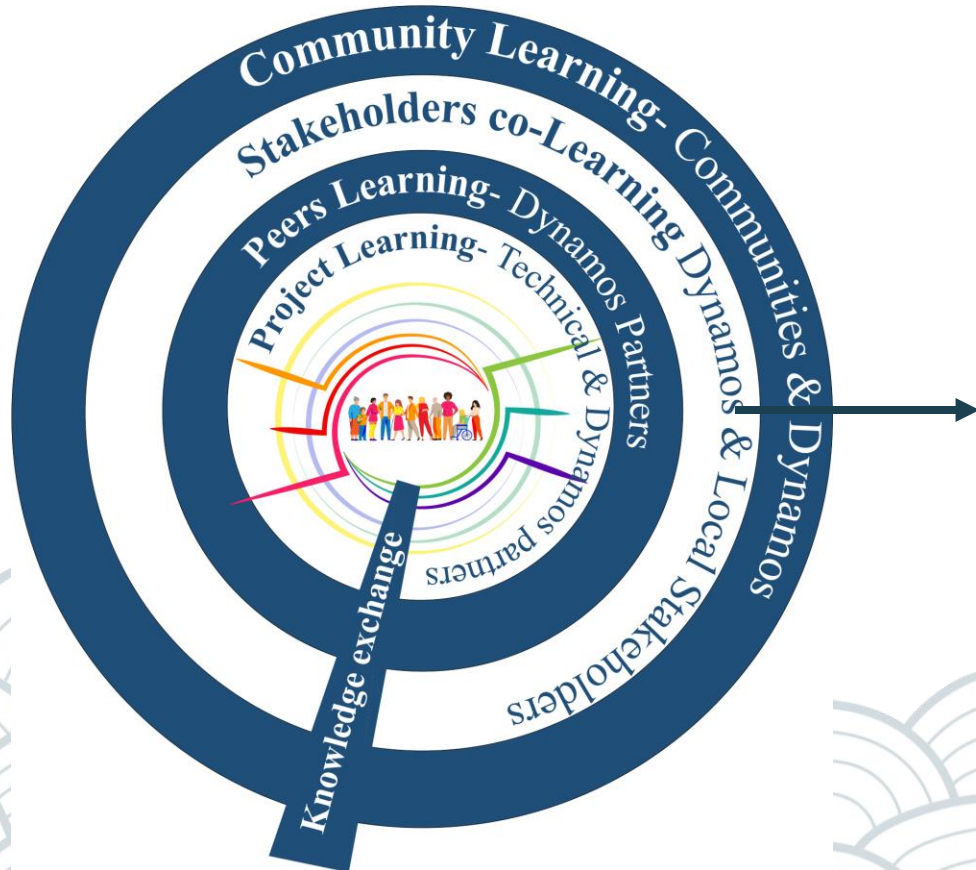 Community Learning- Communities & Dynamos
Stakeholders co-Learning Dynamos & Local Stakeholders
Peers Learning- Dynamos Partners
Project Learning- Technical & Dynamos partners
Knowledge exchange